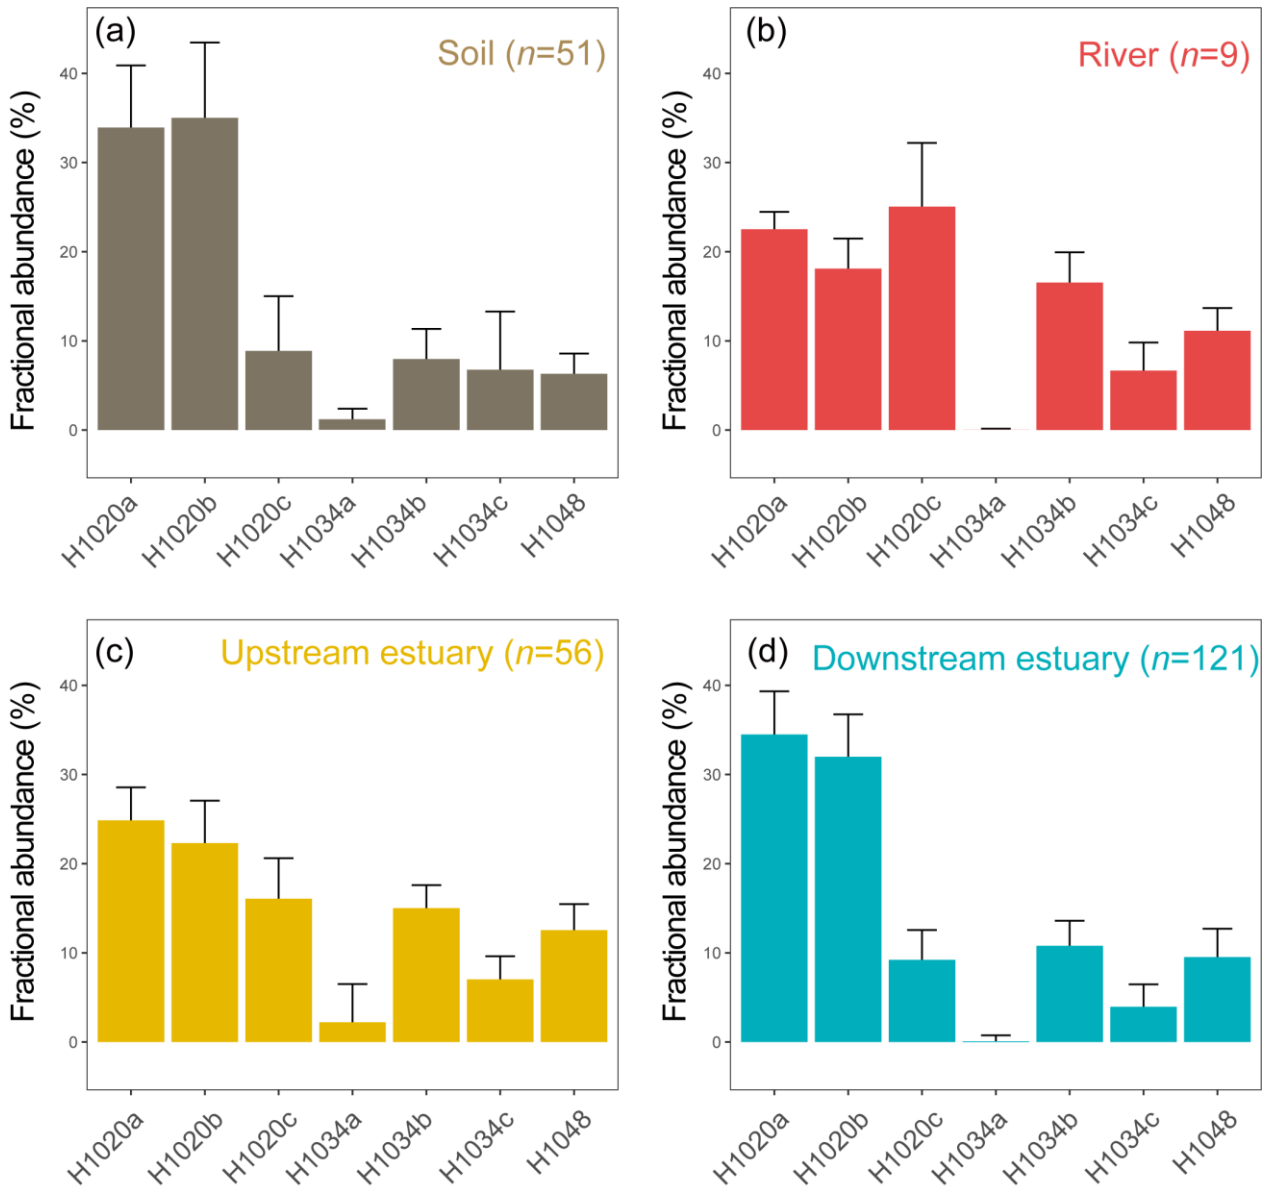 (a)
Soil (n=51)
Fractional abundance (%)
40
30
20
10
0
H1020a
H1020b
H1020c
H1034a
H1034b
H1034c
H1048
(b)
River (n=9)
Fractional abundance (%)
40
30
20
10
0
H1020a
H1020b
H1020c
H1034a
H1034b
H1034c
H1048
(c)
Upstream estuary (n=56)
Fractional abundance (%)
40
30
20
10
0
H1020a
H1020b
H1020c
H1034a
H1034b
H1034c
H1048
(d)
Downstream estuary (n=121)
Fractional abundance (%)
40
30
20
10
0
H1020a
H1020b
H1020c
H1034a
H1034b
H1034c
H1048